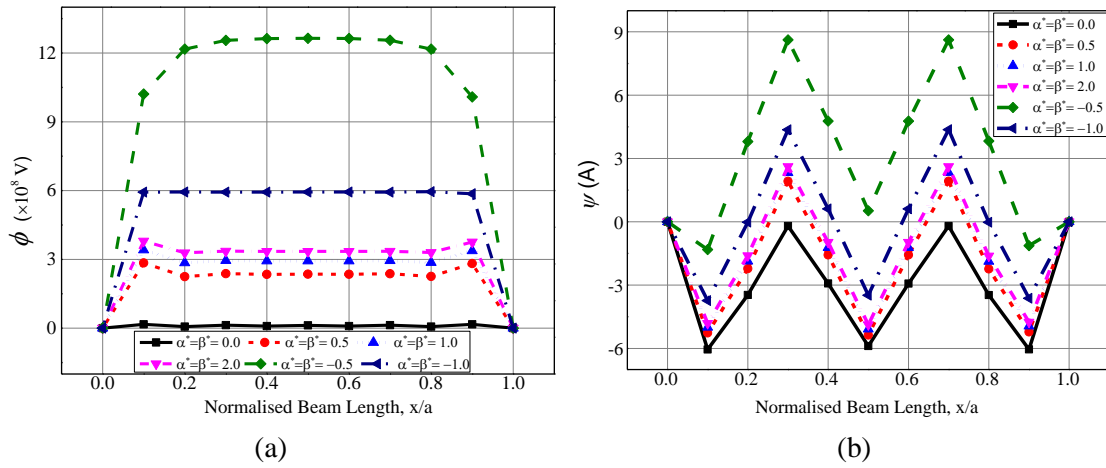 12
9
6
3
0
ϕ (×10⁸ V)
α*=β*= 0.0
α*=β*= 0.5
α*=β*= 1.0
α*=β*= 2.0
α*=β*= −0.5
α*=β*= −1.0
0.0 0.2 0.4 0.6 0.8 1.0
Normalised Beam Length, x/a
(a)
9
6
3
0
-3
-6
ψ (A)
α*=β*= 0.0
α*=β*= 0.5
α*=β*= 1.0
α*=β*= 2.0
α*=β*= −0.5
α*=β*= −1.0
0.0 0.2 0.4 0.6 0.8 1.0
Normalised Beam Length, x/a
(b)